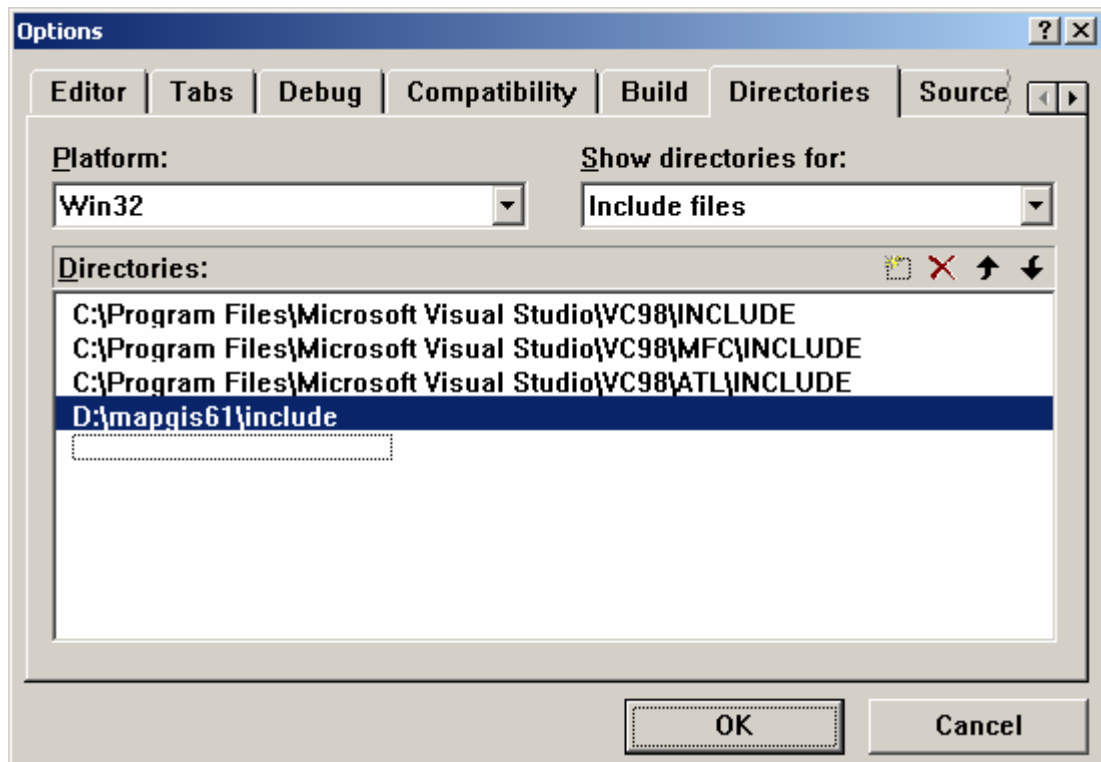 Options
Editor Tabs Debug Compatibility Build Directories Source
Platform: Show directories for:
Win32 Include files
Directories:
C:\Program Files\Microsoft Visual Studio\VC98\INCLUDE
C:\Program Files\Microsoft Visual Studio\VC98\MFC\INCLUDE
C:\Program Files\Microsoft Visual Studio\VC98\ATL\INCLUDE
D:\mapgis61\include
OK Cancel